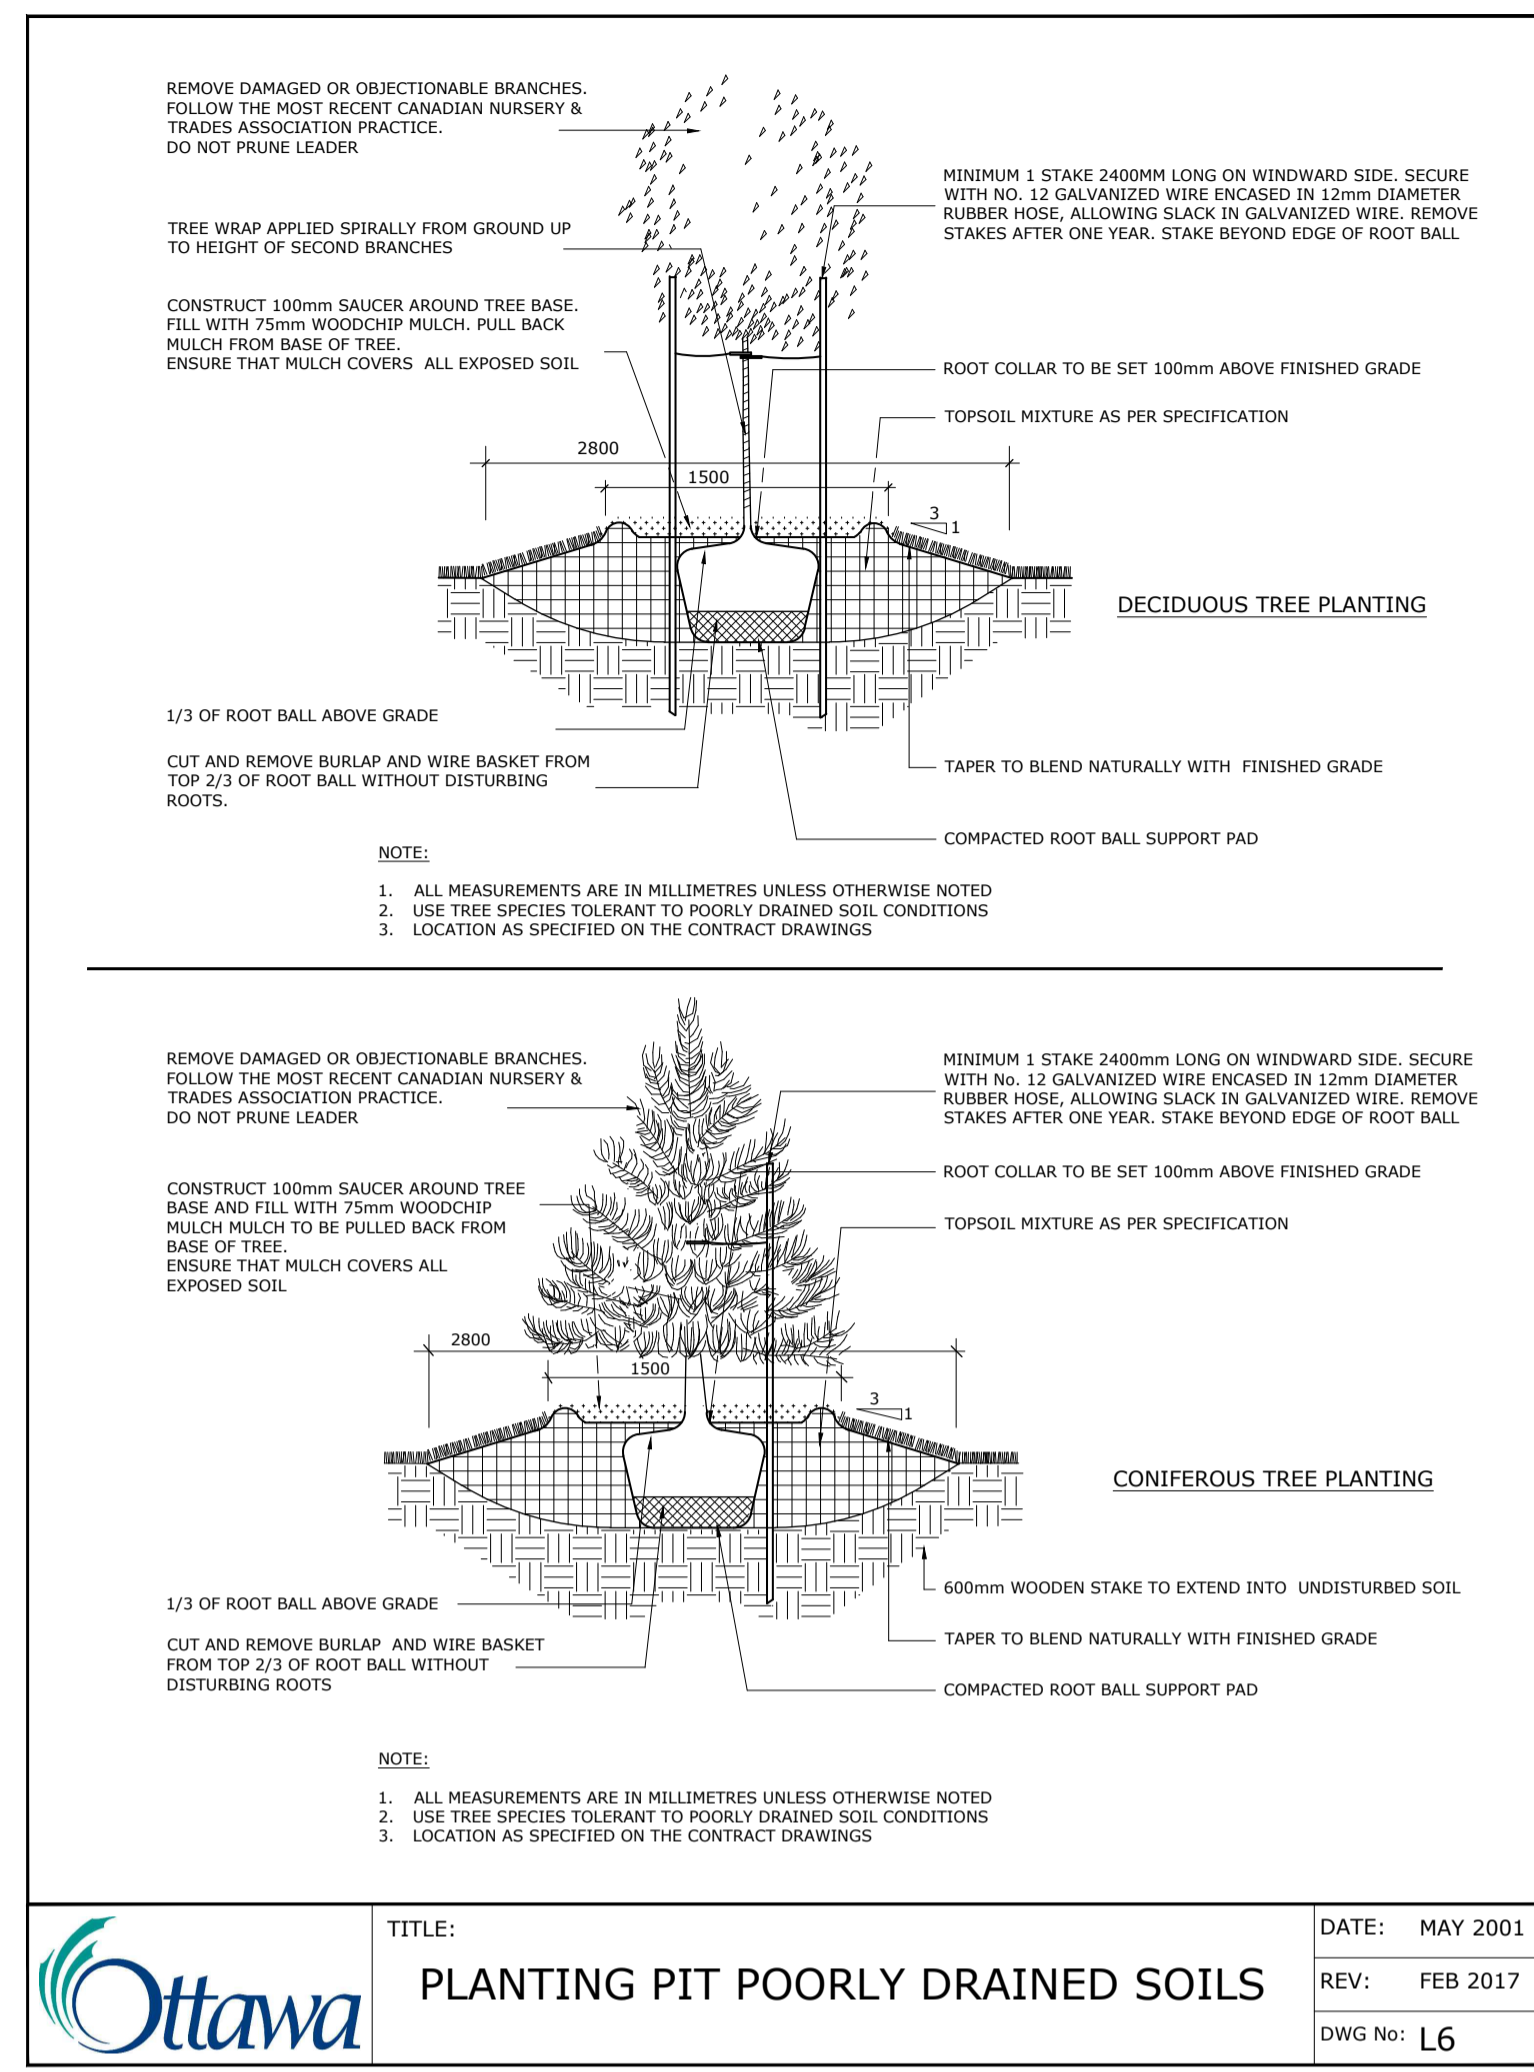 REMOVE DAMAGED OR OBJECTIONABLE BRANCHES.
FOLLOW THE MOST RECENT CANADIAN NURSERY &
TRADES ASSOCIATION PRACTICE.
DO NOT PRUNE LEADER
MINIMUM 1 STAKE 2400MM LONG ON WINDWARD SIDE. SECURE
WITH NO. 12 GALVANIZED WIRE ENCASED IN 12mm DIAMETER
RUBBER HOSE, ALLOWING SLACK IN GALVANIZED WIRE. REMOVE
STAKES AFTER ONE YEAR. STAKE BEYOND EDGE OF ROOT BALL
TREE WRAP APPLIED SPIRALLY FROM GROUND UP
TO HEIGHT OF SECOND BRANCHES
CONSTRUCT 100mm SAUCER AROUND TREE BASE.
FILL WITH 75mm WOODCHIP MULCH. PULL BACK
MULCH FROM BASE OF TREE.
ENSURE THAT MULCH COVERS ALL EXPOSED SOIL
ROOT COLLAR TO BE SET 100mm ABOVE FINISHED GRADE
TOPSOIL MIXTURE AS PER SPECIFICATION
2800
1500
3
1
DECIDUOUS TREE PLANTING
1/3 OF ROOT BALL ABOVE GRADE
CUT AND REMOVE BURLAP AND WIRE BASKET FROM
TOP 2/3 OF ROOT BALL WITHOUT DISTURBING
ROOTS.
TAPER TO BLEND NATURALLY WITH FINISHED GRADE
COMPACTED ROOT BALL SUPPORT PAD
NOTE:
1. ALL MEASUREMENTS ARE IN MILLIMETRES UNLESS OTHERWISE NOTED
2. USE TREE SPECIES TOLERANT TO POORLY DRAINED SOIL CONDITIONS
3. LOCATION AS SPECIFIED ON THE CONTRACT DRAWINGS
REMOVE DAMAGED OR OBJECTIONABLE BRANCHES.
FOLLOW THE MOST RECENT CANADIAN NURSERY &
TRADES ASSOCIATION PRACTICE.
DO NOT PRUNE LEADER
MINIMUM 1 STAKE 2400mm LONG ON WINDWARD SIDE. SECURE
WITH No. 12 GALVANIZED WIRE ENCASED IN 12mm DIAMETER
RUBBER HOSE, ALLOWING SLACK IN GALVANIZED WIRE. REMOVE
STAKES AFTER ONE YEAR. STAKE BEYOND EDGE OF ROOT BALL
ROOT COLLAR TO BE SET 100mm ABOVE FINISHED GRADE
CONSTRUCT 100mm SAUCER AROUND TREE
BASE AND FILL WITH 75mm WOODCHIP
MULCH MULCH TO BE PULLED BACK FROM
BASE OF TREE.
ENSURE THAT MULCH COVERS ALL
EXPOSED SOIL
TOPSOIL MIXTURE AS PER SPECIFICATION
2800
1500
3
1
CONIFEROUS TREE PLANTING
600mm WOODEN STAKE TO EXTEND INTO UNDISTURBED SOIL
1/3 OF ROOT BALL ABOVE GRADE
CUT AND REMOVE BURLAP AND WIRE BASKET
FROM TOP 2/3 OF ROOT BALL WITHOUT
DISTURBING ROOTS
TAPER TO BLEND NATURALLY WITH FINISHED GRADE
COMPACTED ROOT BALL SUPPORT PAD
NOTE:
1. ALL MEASUREMENTS ARE IN MILLIMETRES UNLESS OTHERWISE NOTED
2. USE TREE SPECIES TOLERANT TO POORLY DRAINED SOIL CONDITIONS
3. LOCATION AS SPECIFIED ON THE CONTRACT DRAWINGS
Ottawa
TITLE:
PLANTING PIT POORLY DRAINED SOILS
DATE: MAY 2001
REV: FEB 2017
DWG No: L6